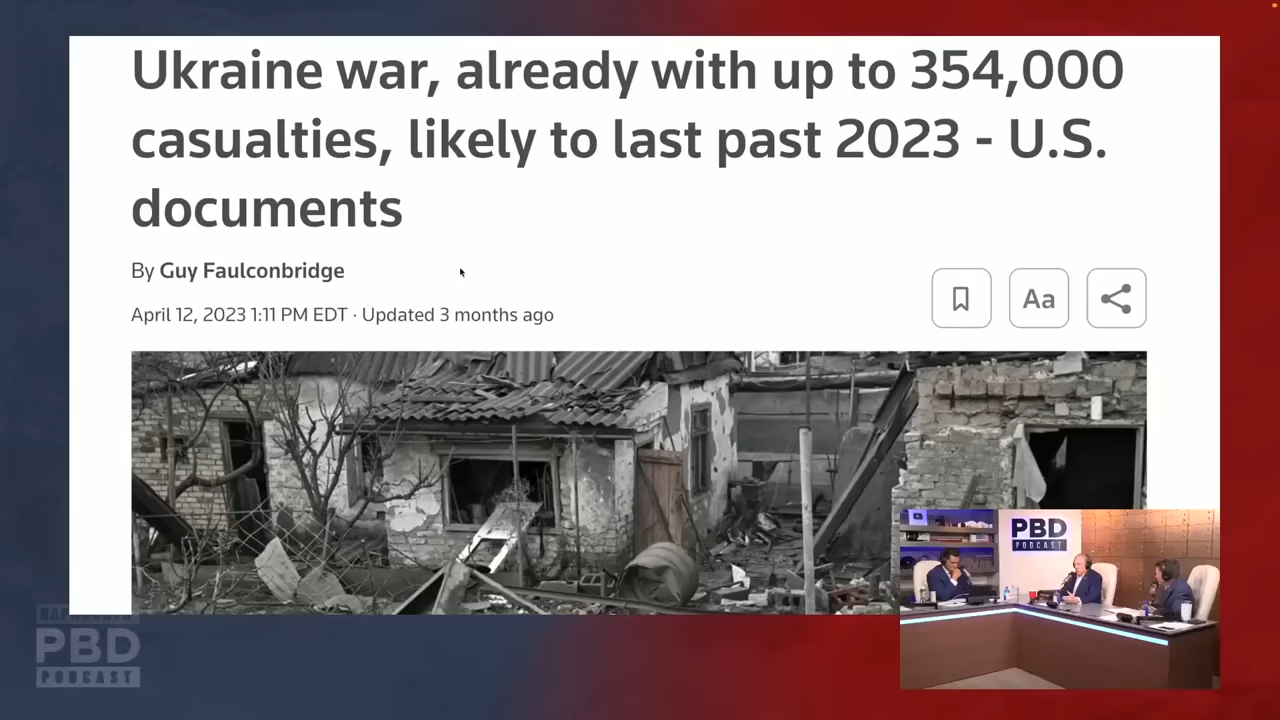 Ukraine war, already with up to 354,000
casualties, likely to last past 2023 - U.S.
documents
By Guy Faulconbridge
April 12, 2023 1:11 PM EDT · Updated 3 months ago
Aa
PBD
PODCAST
PBD
PODCAST